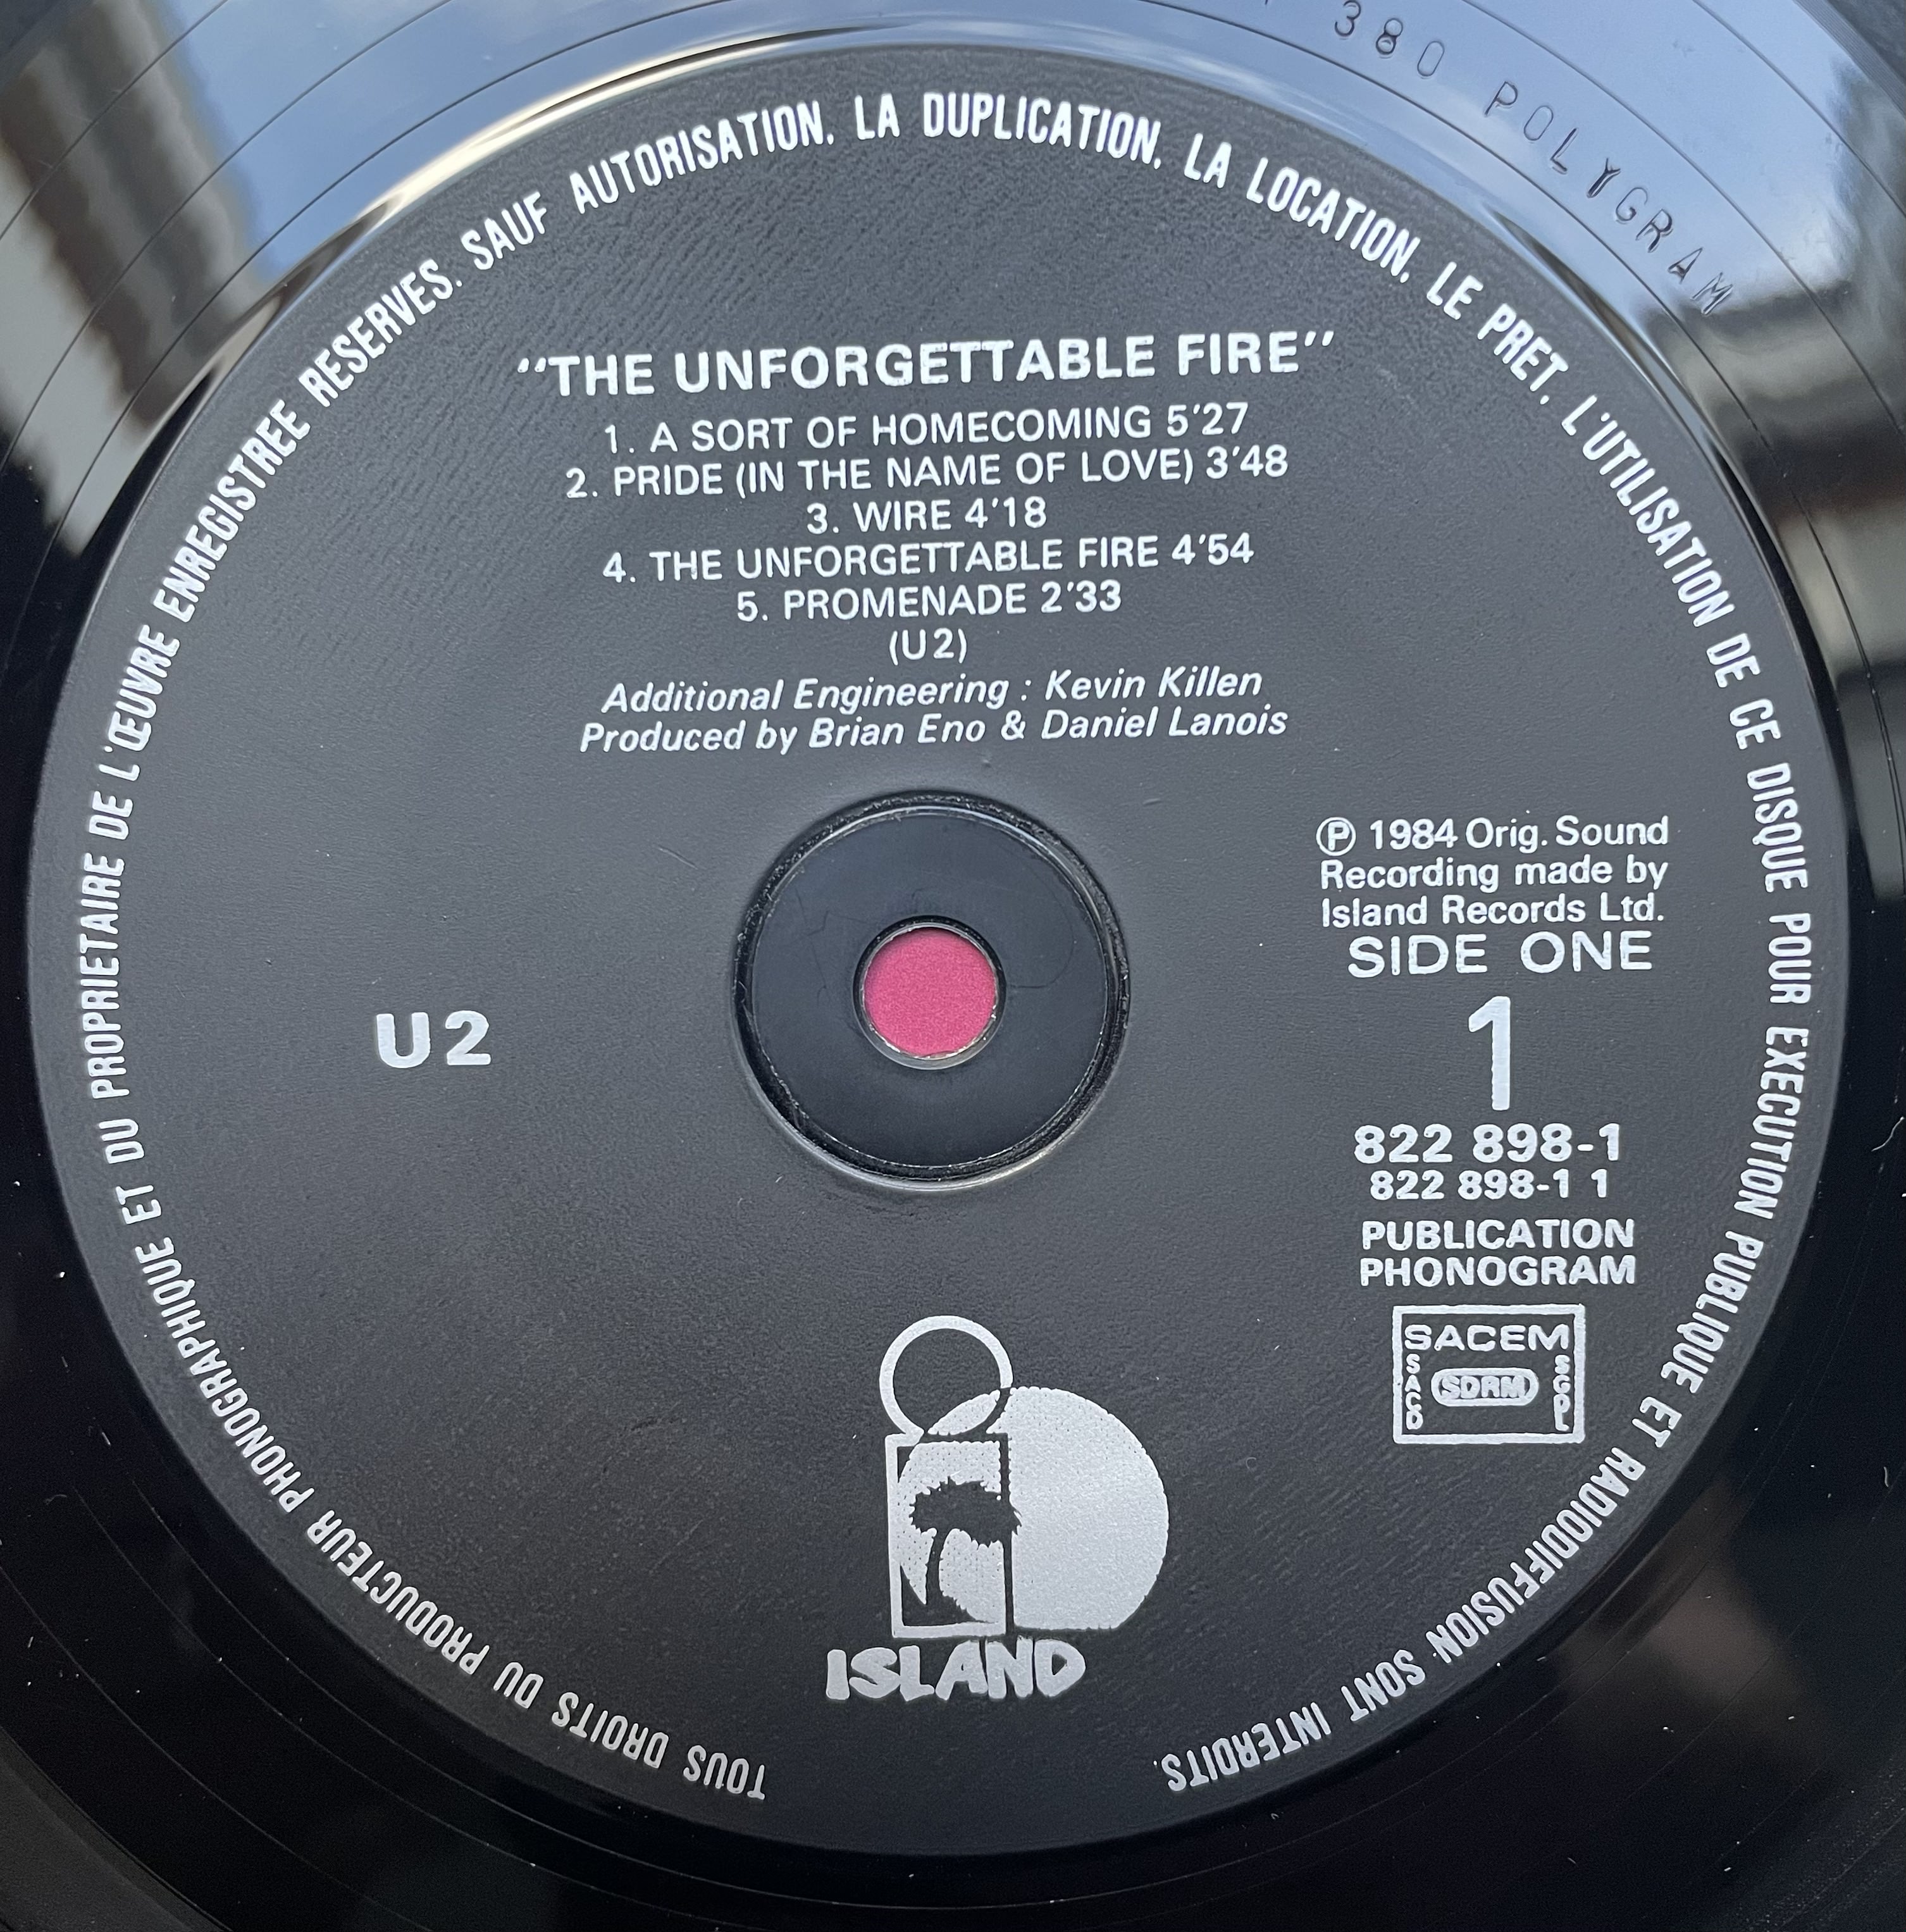 380 POLYGRAM
TOUS DROITS DU PRODUCTEUR PHONOGRAPHIQUE ET DU PROPRIETAIRE DE L'ŒUVRE ENREGISTREE RESERVES. SAUF AUTORISATION, LA DUPLICATION, LA LOCATION, LE PRET, L'UTILISATION DE CE DISQUE POUR EXECUTION PUBLIQUE ET RADIODIFFUSION SONT INTERDITS.
"THE UNFORGETTABLE FIRE"
1. A SORT OF HOMECOMING 5'27
2. PRIDE (IN THE NAME OF LOVE) 3'48
3. WIRE 4'18
4. THE UNFORGETTABLE FIRE 4'54
5. PROMENADE 2'33
(U2)
Additional Engineering : Kevin Killen
Produced by Brian Eno & Daniel Lanois
℗ 1984 Orig. Sound
Recording made by
Island Records Ltd.
SIDE ONE
U2
1
822 898-1
822 898-1 1
PUBLICATION
PHONOGRAM
SACEM
SACD
SDRM
SGDL
ISLAND